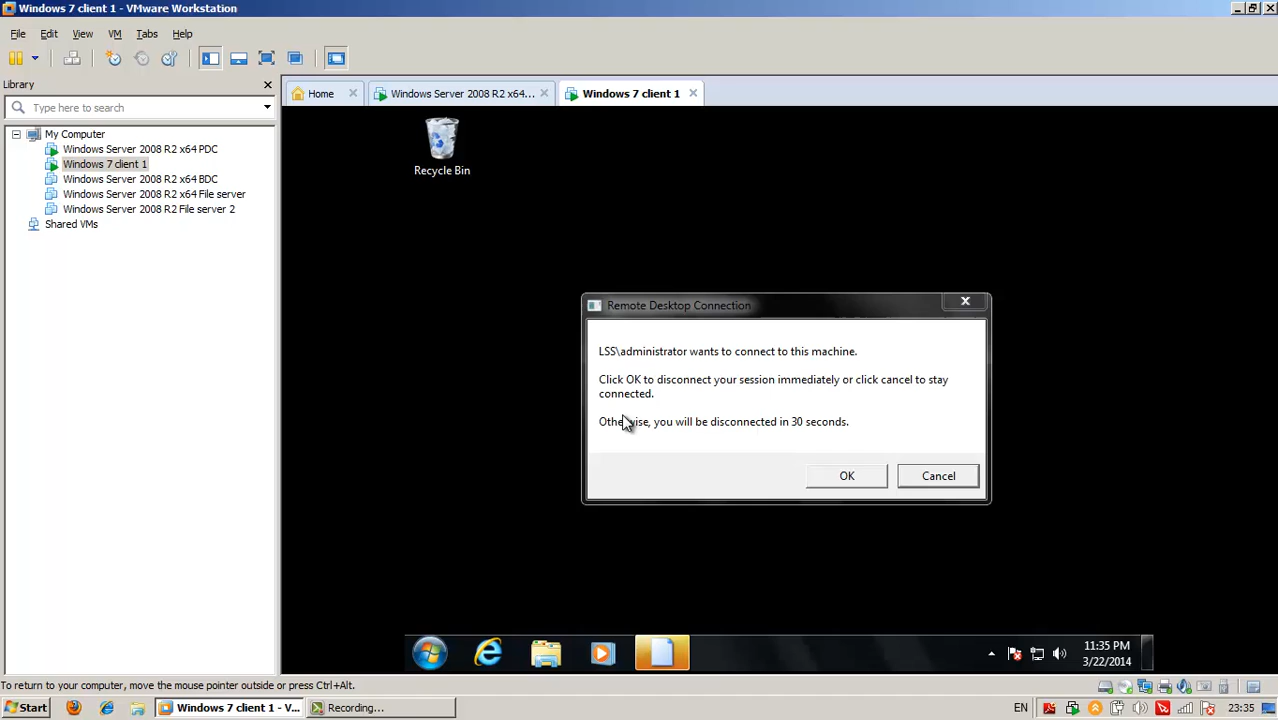 Windows 7 client 1 - VMware Workstation
File Edit View VM Tabs Help
Library
Type here to search
My Computer
Windows Server 2008 R2 x64 PDC
Windows 7 client 1
Windows Server 2008 R2 x64 BDC
Windows Server 2008 R2 x64 File server
Windows Server 2008 R2 File server 2
Shared VMs
Home
Windows Server 2008 R2 x64...
Windows 7 client 1
Recycle Bin
Remote Desktop Connection
LSS\administrator wants to connect to this machine.
Click OK to disconnect your session immediately or click cancel to stay
connected.
Otherwise, you will be disconnected in 30 seconds.
OK
Cancel
11:35 PM
3/22/2014
To return to your computer, move the mouse pointer outside or press Ctrl+Alt.
Start
Windows 7 client 1 - V...
Recording...
EN
23:35